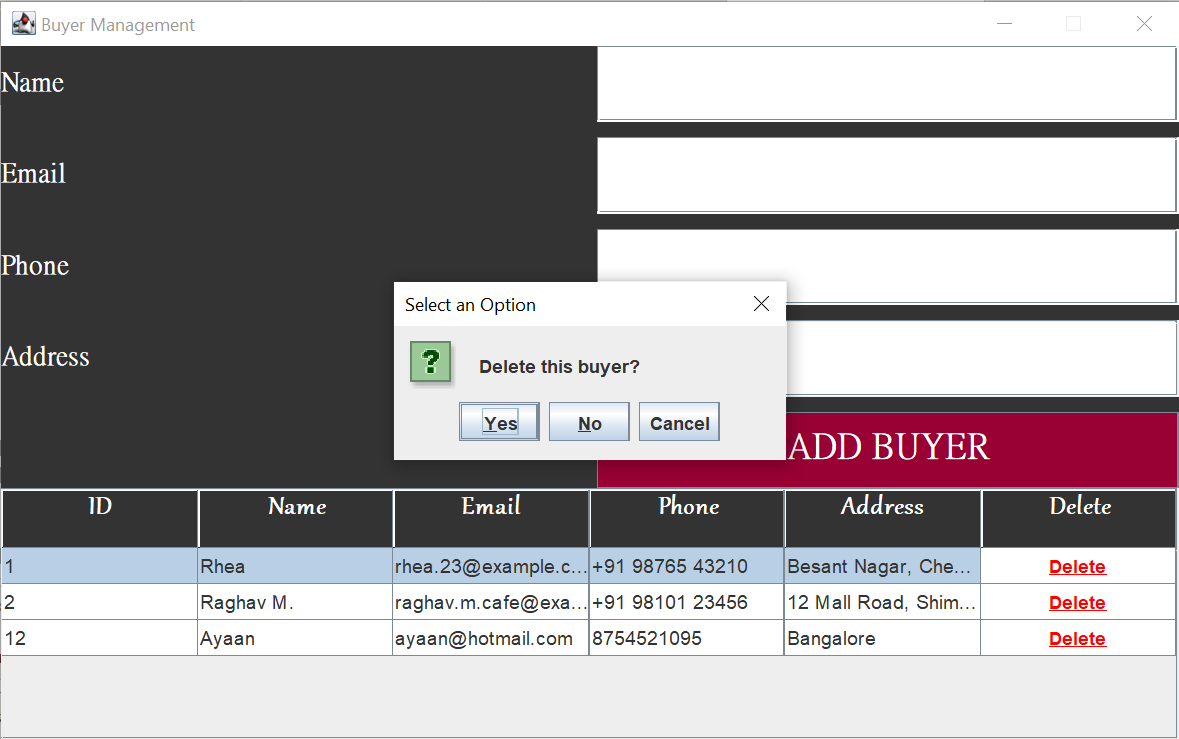 Buyer Management
Name
Email
Phone
Address
Select an Option
?
Delete this buyer?
Yes No Cancel
ADD BUYER
ID Name Email Phone Address Delete
1 Rhea rhea.23@example.c... +91 98765 43210 Besant Nagar, Che... Delete
2 Raghav M. raghav.m.cafe@exa... +91 98101 23456 12 Mall Road, Shim... Delete
12 Ayaan ayaan@hotmail.com 8754521095 Bangalore Delete